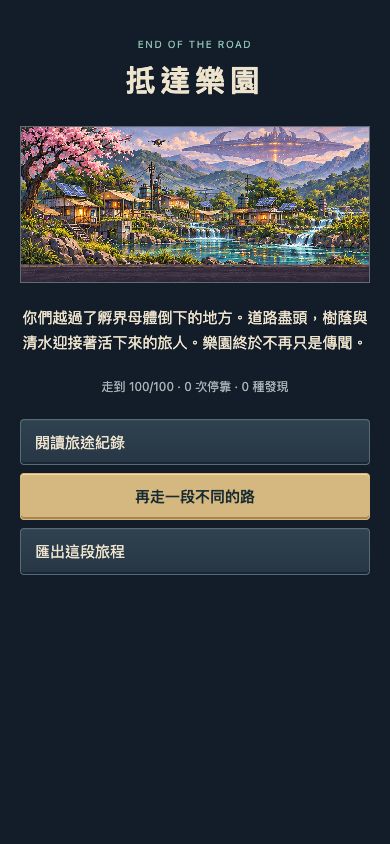 END OF THE ROAD
抵達樂園
你們越過了孵界母體倒下的地方。道路盡頭，樹蔭與
清水迎接著活下來的旅人。樂園終於不再只是傳聞。
走到 100/100 · 0 次停靠 · 0 種發現
閱讀旅途紀錄
再走一段不同的路
匯出這段旅程